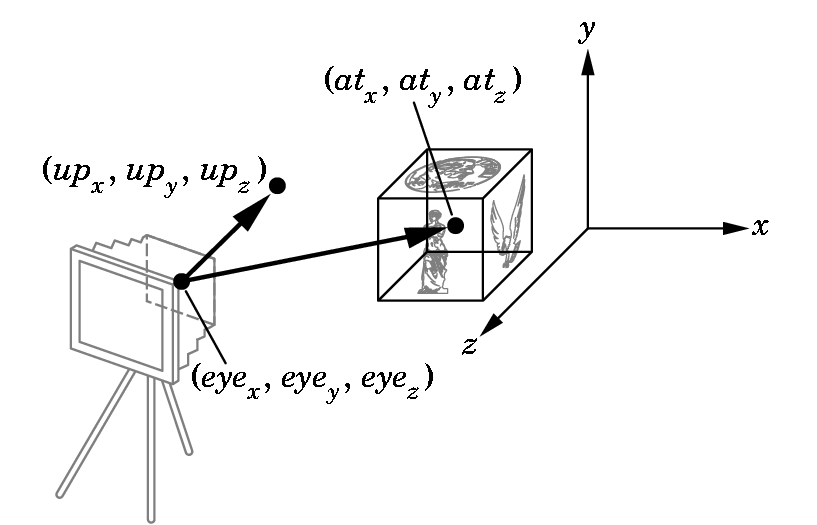 y
(at_x, at_y, at_z)
(up_x, up_y, up_z)
x
z
(eye_x, eye_y, eye_z)